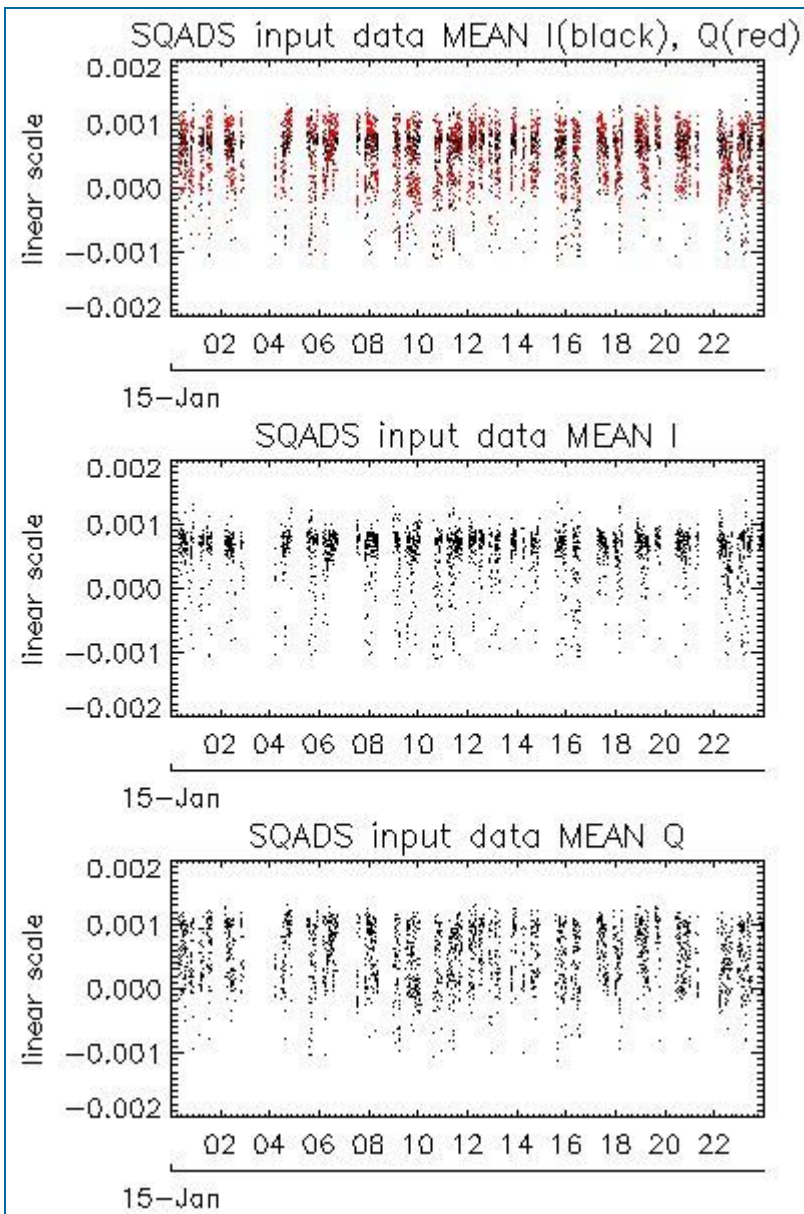 SQADS input data MEAN I(black), Q(red)
0.002
0.001
0.000
-0.001
-0.002
linear scale
02 04 06 08 10 12 14 16 18 20 22
15-Jan
SQADS input data MEAN I
0.002
0.001
0.000
-0.001
-0.002
linear scale
02 04 06 08 10 12 14 16 18 20 22
15-Jan
SQADS input data MEAN Q
0.002
0.001
0.000
-0.001
-0.002
linear scale
02 04 06 08 10 12 14 16 18 20 22
15-Jan